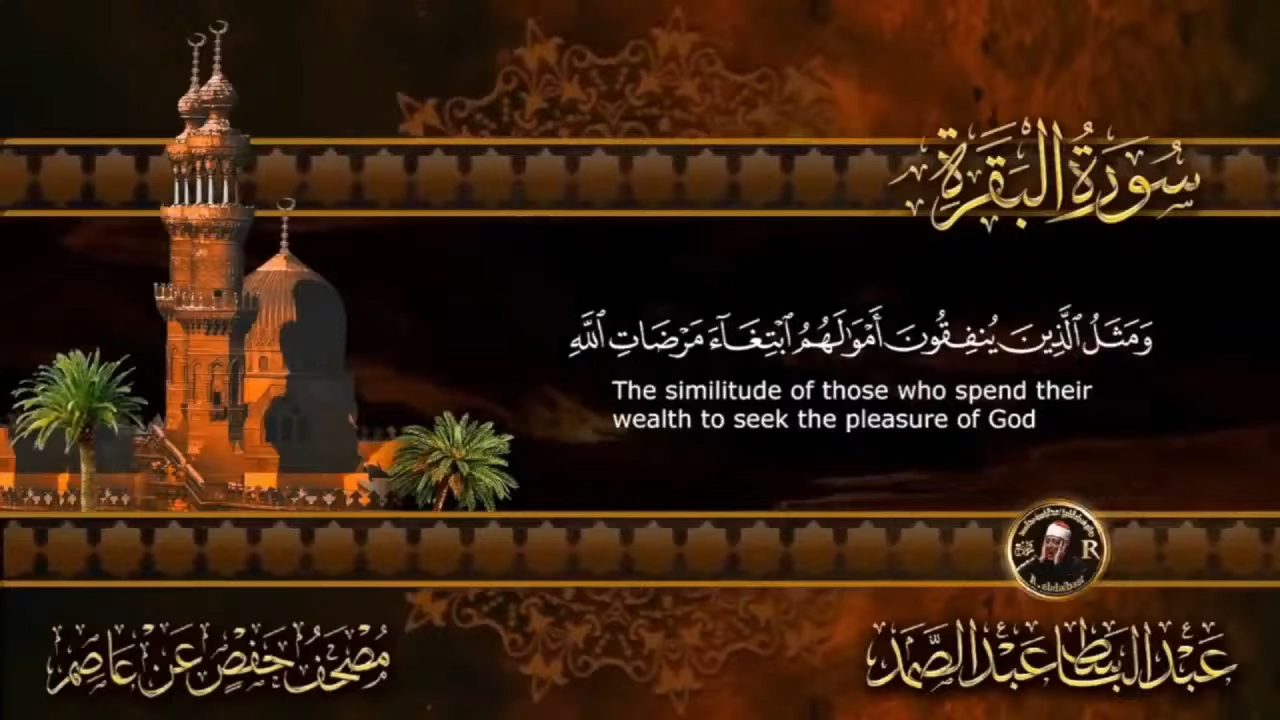 سُورَةُ البَقَرَةِ
وَمَثَلُ ٱلَّذِينَ يُنفِقُونَ أَمْوَٰلَهُمُ ٱبْتِغَآءَ مَرْضَاتِ ٱللَّهِ
The similitude of those who spend their
wealth to seek the pleasure of God
R
عَبْدُ البَاسِط عَبْدُ الصَّمَد
مُصْحَفُ حَفْصٍ عَنْ عَاصِمٍ